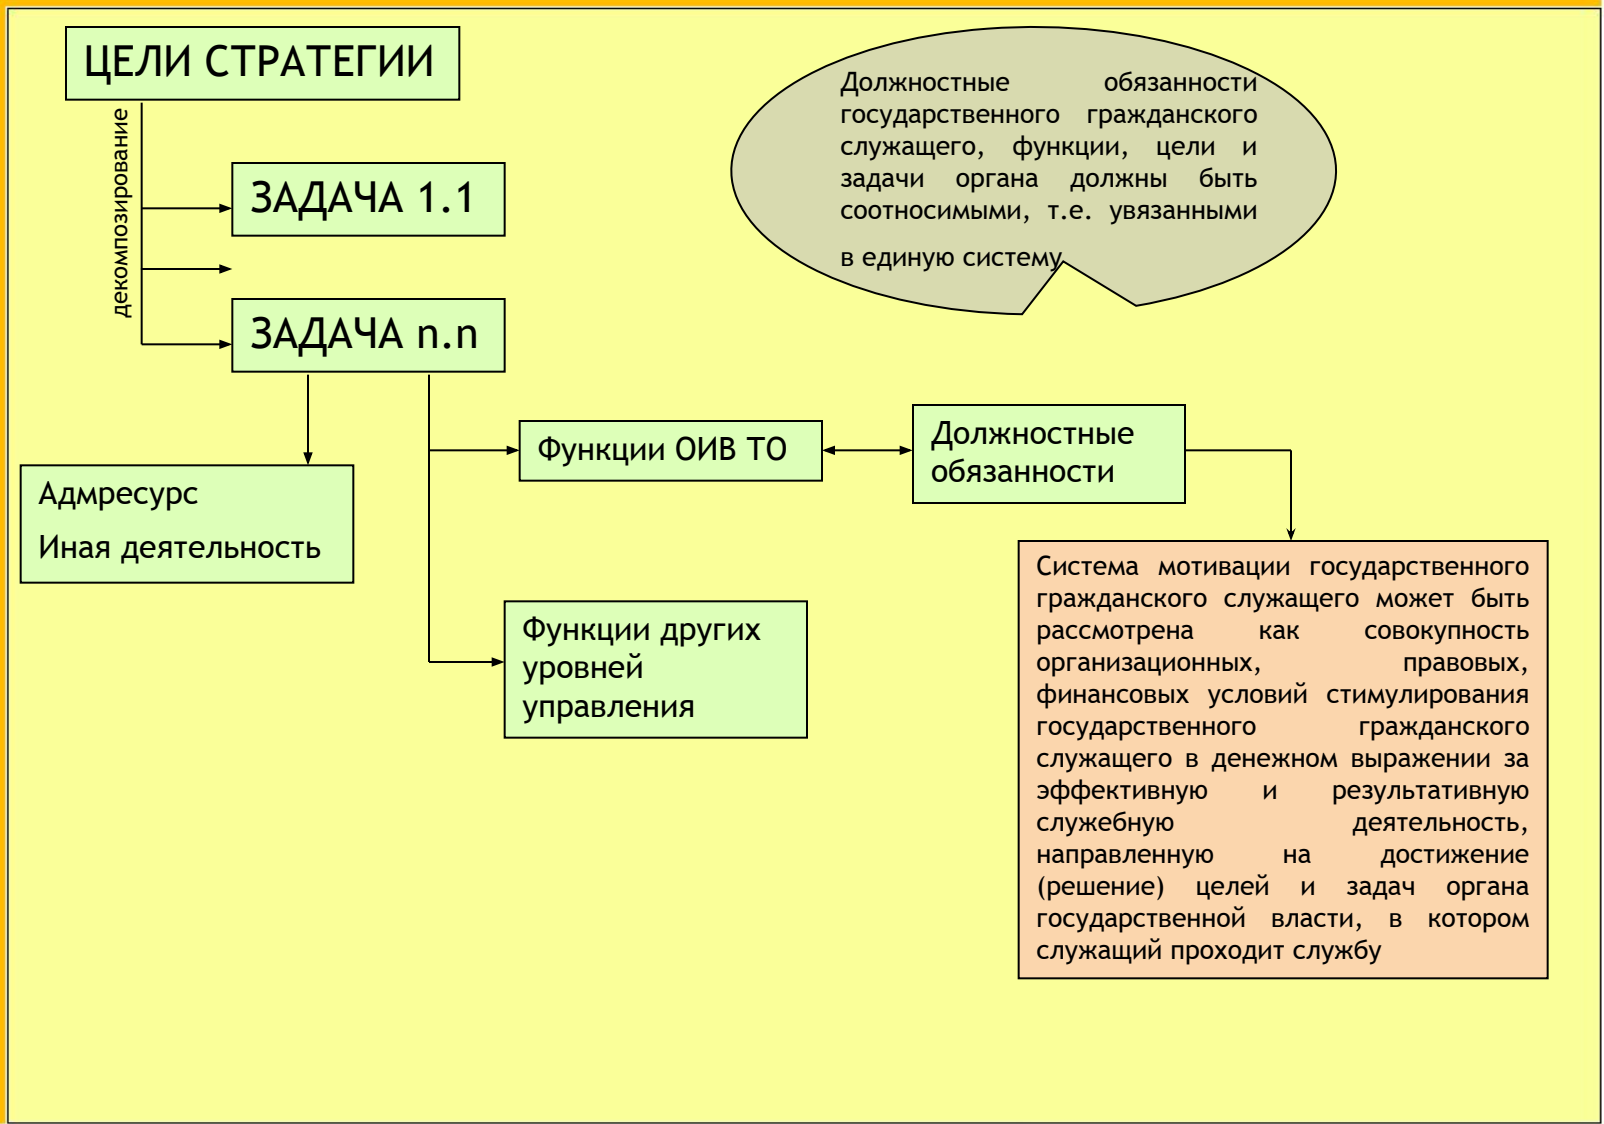 ЦЕЛИ СТРАТЕГИИ
декомпозирование
ЗАДАЧА 1.1
ЗАДАЧА n.n
Должностные обязанности
государственного гражданского
служащего, функции, цели и
задачи органа должны быть
соотносимыми, т.е. увязанными
в единую систему
Адмресурс
Иная деятельность
Функции ОИВ ТО
Должностные
обязанности
Функции других
уровней
управления
Система мотивации государственного
гражданского служащего может быть
рассмотрена как совокупность
организационных, правовых,
финансовых условий стимулирования
государственного гражданского
служащего в денежном выражении за
эффективную и результативную
служебную деятельность,
направленную на достижение
(решение) целей и задач органа
государственной власти, в котором
служащий проходит службу